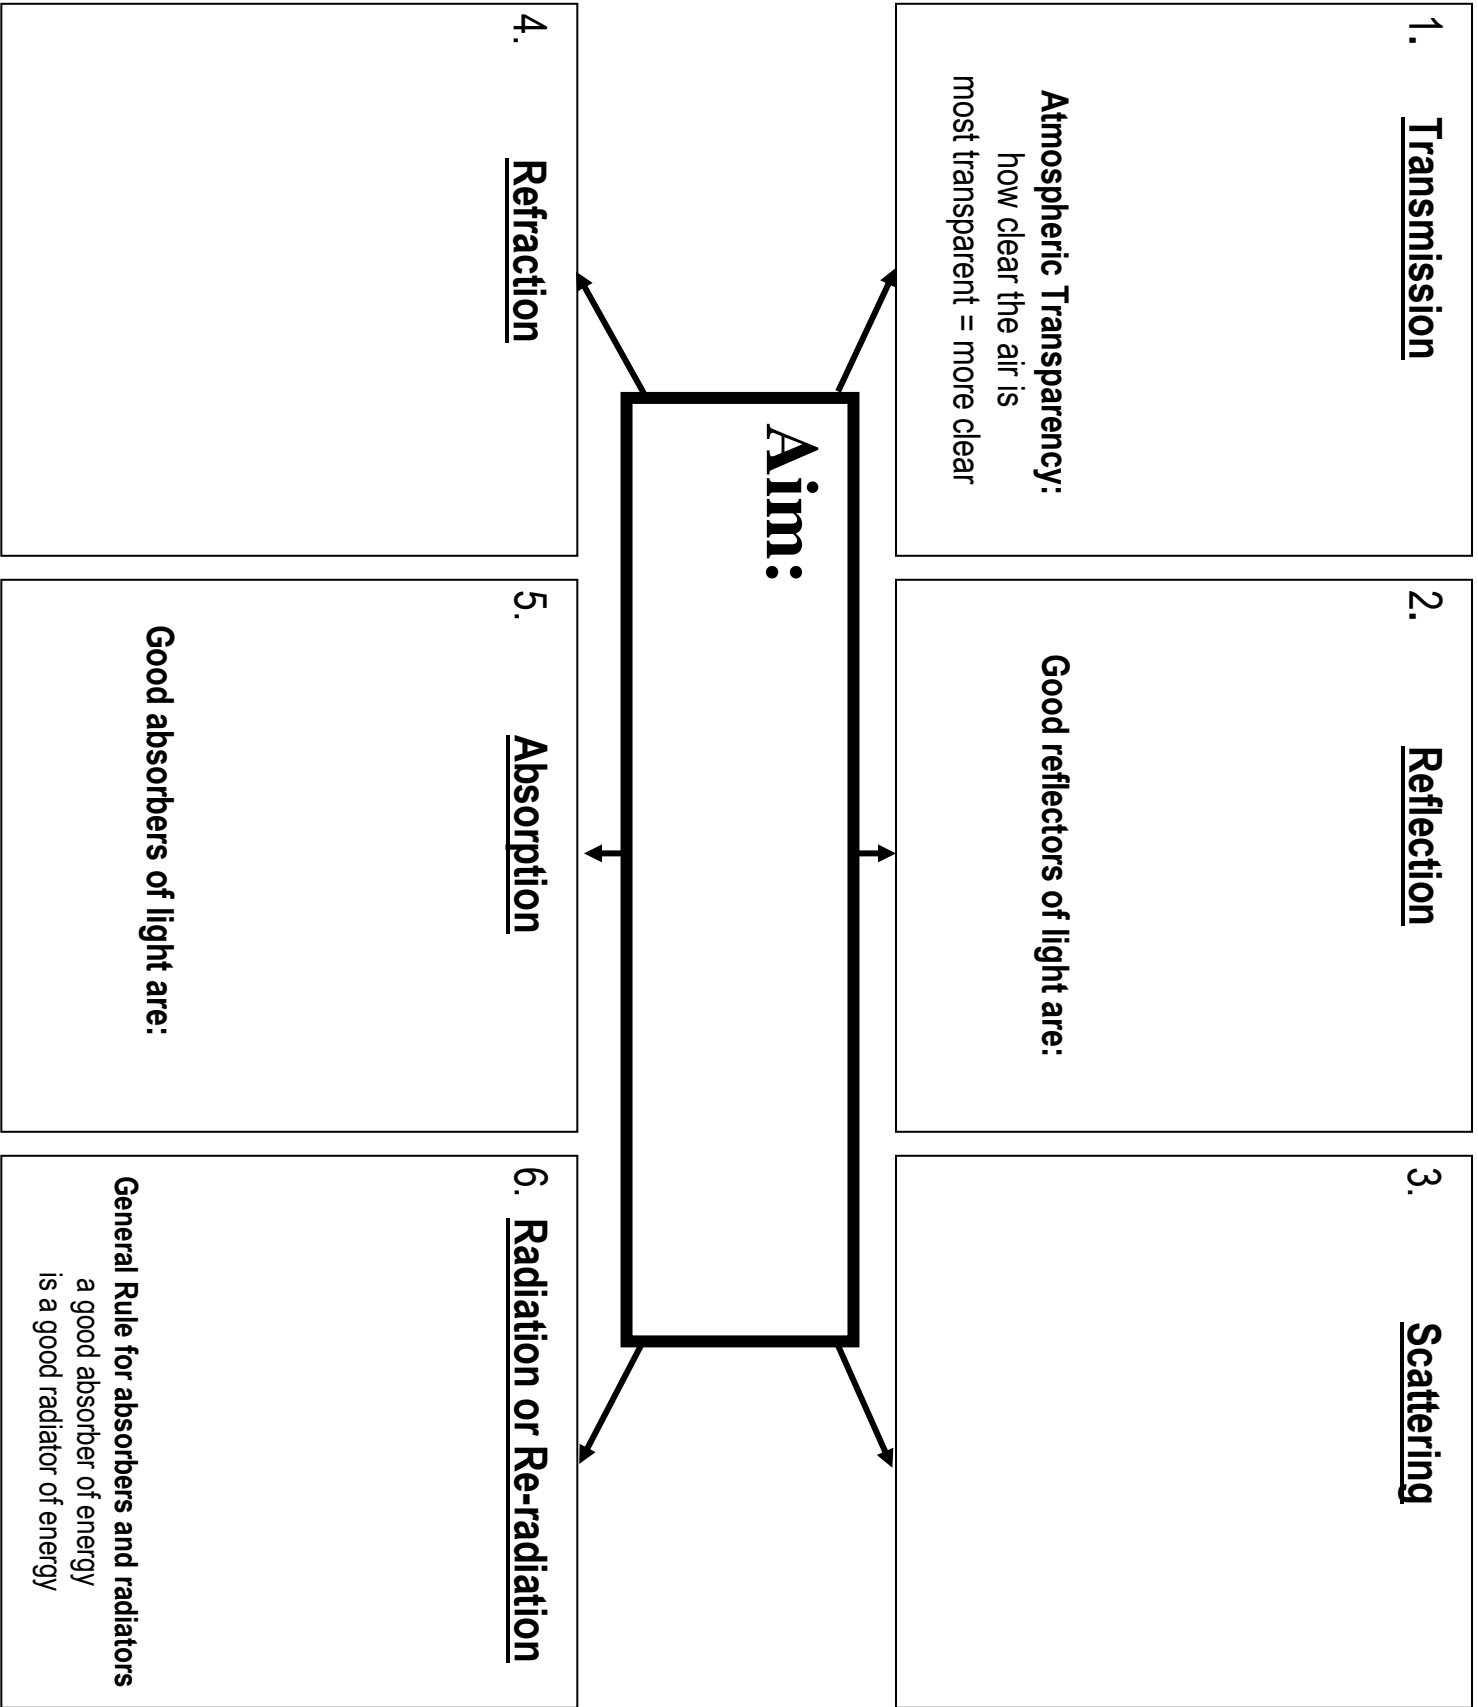 1. Transmission
Atmospheric Transparency:
how clear the air is
most transparent = more clear
2. Reflection
Good reflectors of light are:
3. Scattering
Aim:
4. Refraction
5. Absorption
Good absorbers of light are:
6. Radiation or Re-radiation
General Rule for absorbers and radiators
a good absorber of energy
is a good radiator of energy